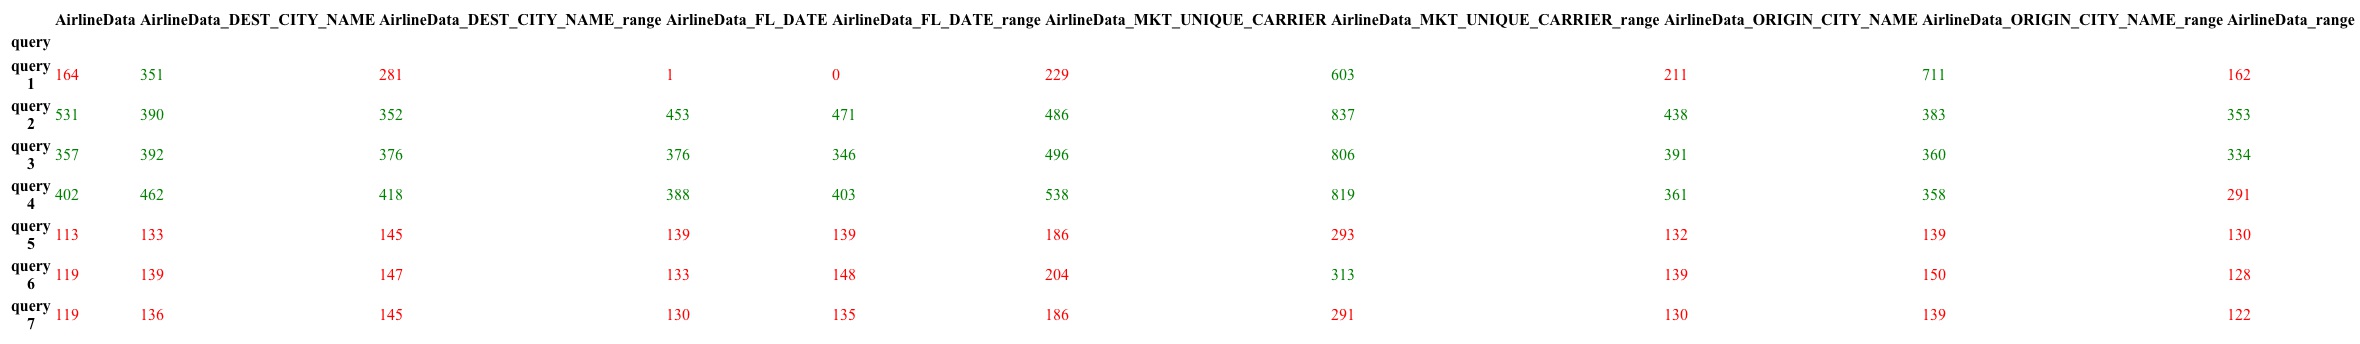 AirlineData AirlineData_DEST_CITY_NAME AirlineData_DEST_CITY_NAME_range AirlineData_FL_DATE AirlineData_FL_DATE_range AirlineData_MKT_UNIQUE_CARRIER AirlineData_MKT_UNIQUE_CARRIER_range AirlineData_ORIGIN_CITY_NAME AirlineData_ORIGIN_CITY_NAME_range AirlineData_range
query
query 1 164 351 281 1 0 229 603 211 711 162
query 2 531 390 352 453 471 486 837 438 383 353
query 3 357 392 376 376 346 496 806 391 360 334
query 4 402 462 418 388 403 538 819 361 358 291
query 5 113 133 145 139 139 186 293 132 139 130
query 6 119 139 147 133 148 204 313 139 150 128
query 7 119 136 145 130 135 186 291 130 139 122